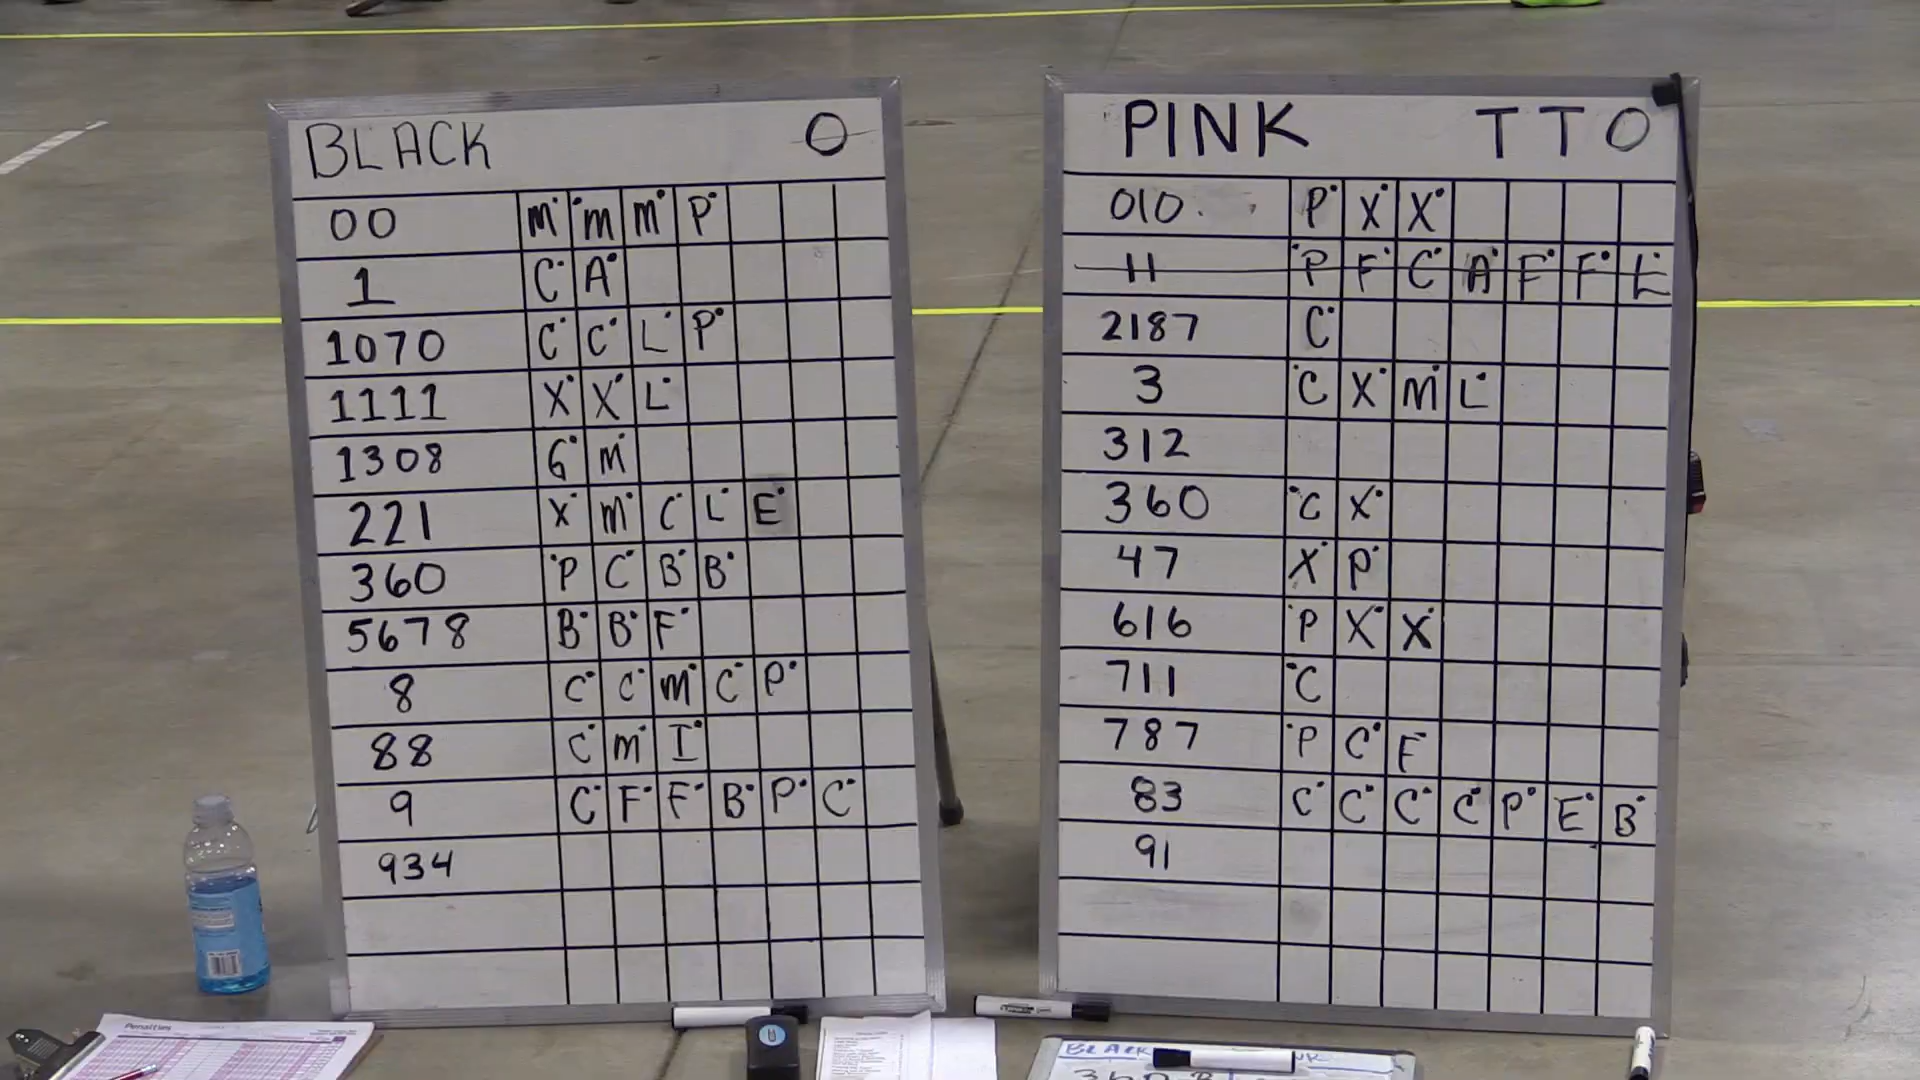 BLACK O
00 M M M P
1 C A
1070 C C L P
1111 X X L
1308 G M
221 X M C L E
360 P C B B
5678 B B F
8 C C M C P
88 C M I
9 C F F B P C
934
PINK T T O
010 P X X
11 P F C A F F L
2187 C
3 C X M L
312
360 C X
47 X P
616 P X X
711 C
787 P C F
83 C C C C P E B
91
Penalties
BLACK